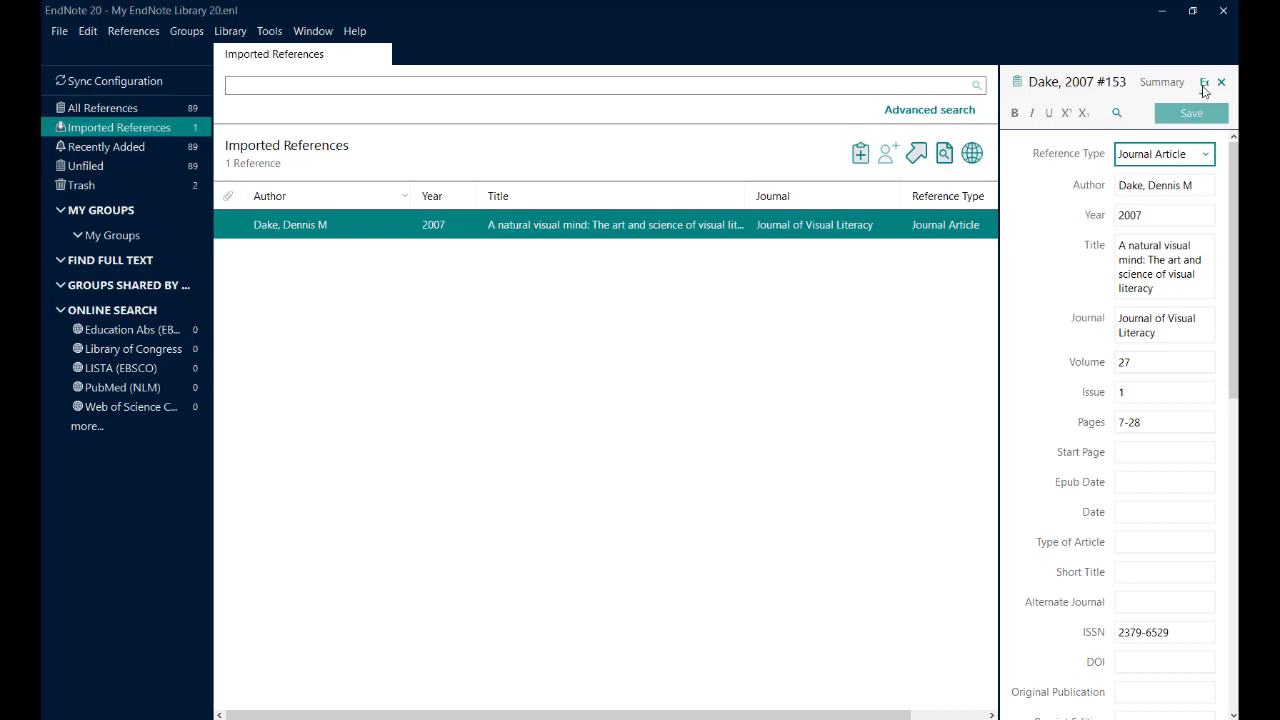 EndNote 20 - My EndNote Library 20.enl
File Edit References Groups Library Tools Window Help
Imported References
Sync Configuration
All References 89
Imported References 1
Recently Added 89
Unfiled 89
Trash 2
MY GROUPS
My Groups
FIND FULL TEXT
GROUPS SHARED BY ...
ONLINE SEARCH
Education Abs (EB... 0
Library of Congress 0
LISTA (EBSCO) 0
PubMed (NLM) 0
Web of Science C... 0
more...
Advanced search
Imported References
1 Reference
Author Year Title Journal Reference Type
Dake, Dennis M 2007 A natural visual mind: The art and science of visual lit... Journal of Visual Literacy Journal Article
Dake, 2007 #153 Summary
B I U X¹ X₁ Save
Reference Type Journal Article
Author Dake, Dennis M
Year 2007
Title A natural visual
mind: The art and
science of visual
literacy
Journal Journal of Visual
Literacy
Volume 27
Issue 1
Pages 7-28
Start Page
Epub Date
Date
Type of Article
Short Title
Alternate Journal
ISSN 2379-6529
DOI
Original Publication